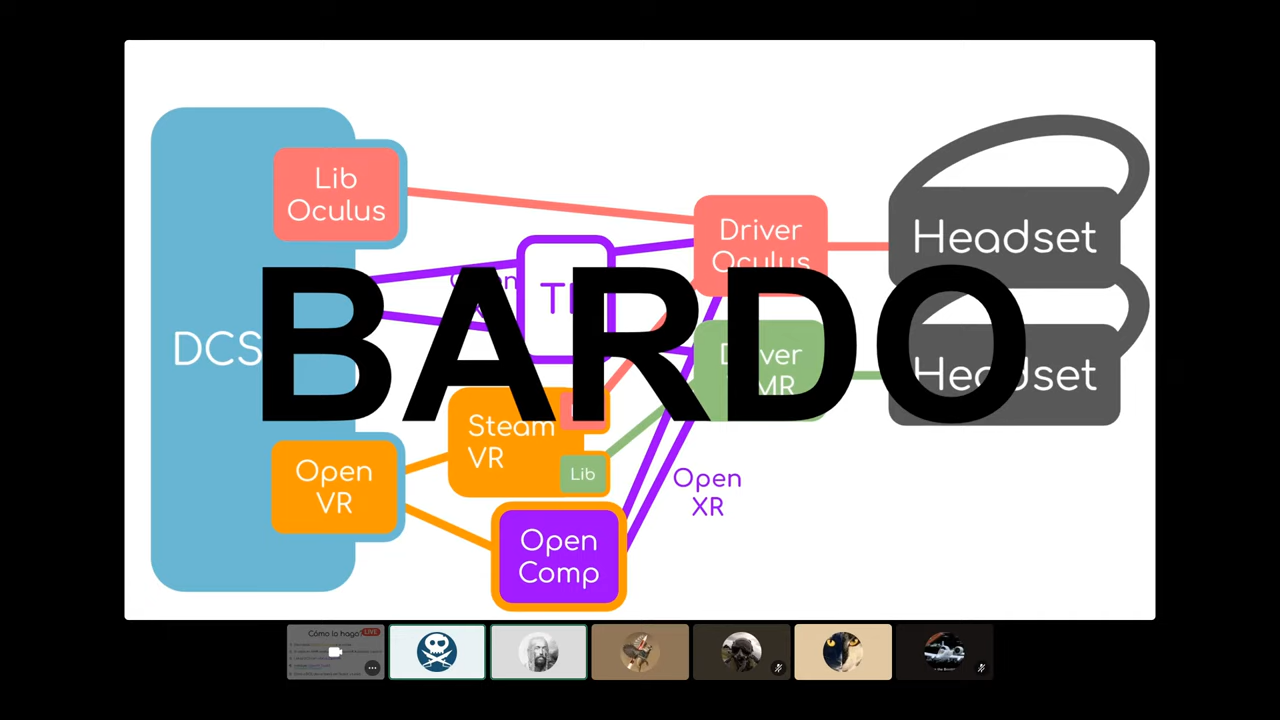 Lib
Oculus
Driver
Oculus
Headset
BARDO
DCS
Driver
Headset
Steam
VR
Lib
Open
VR
Open
XR
Open
Comp
Cómo lo hago?
LIVE